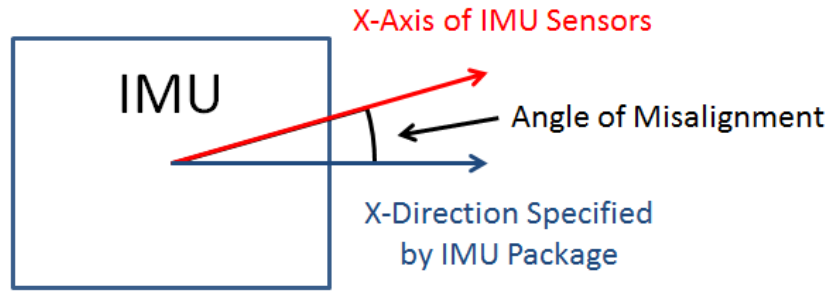 X-Axis of IMU Sensors
IMU
Angle of Misalignment
X-Direction Specified
by IMU Package